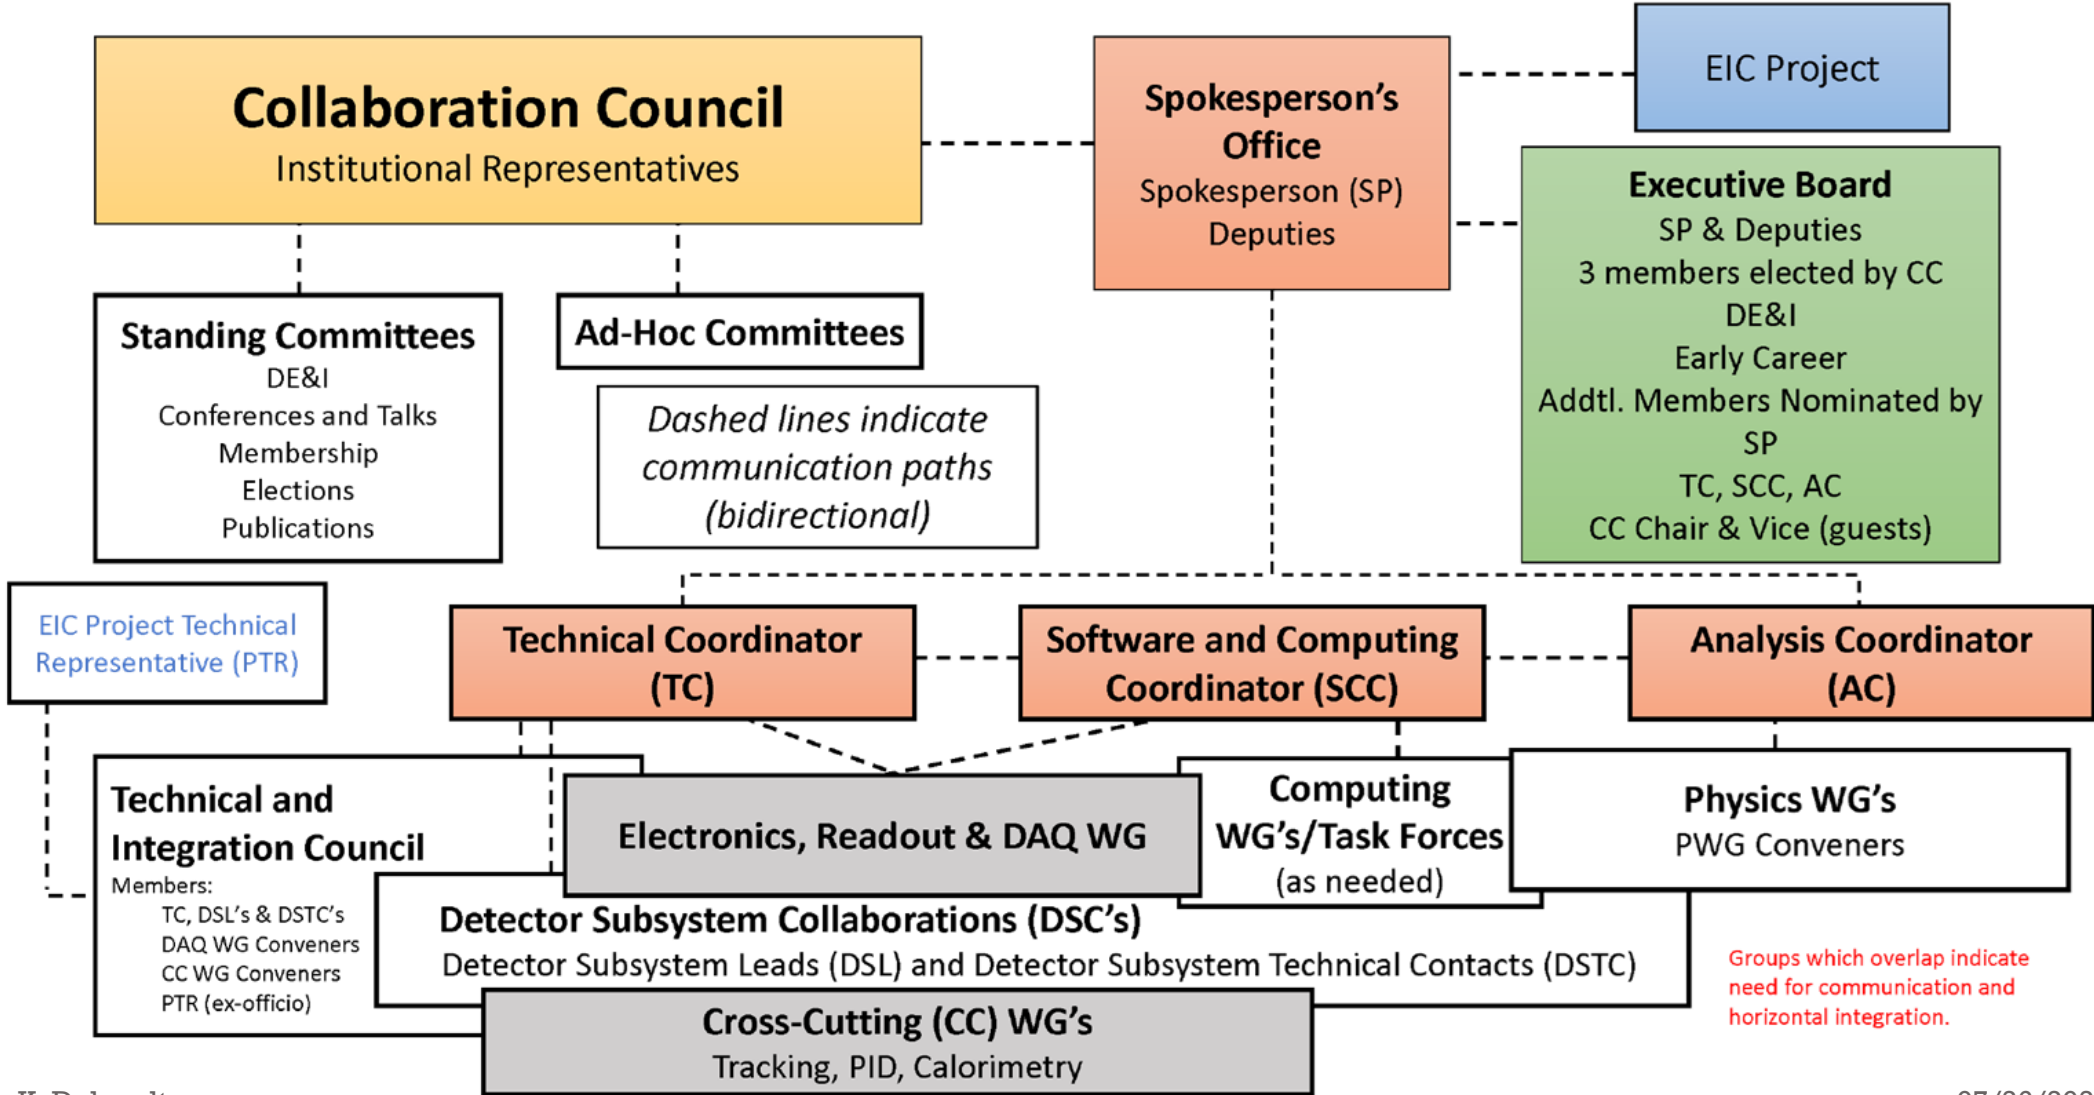 Collaboration Council
Institutional Representatives
Spokesperson's
Office
Spokesperson (SP)
Deputies
EIC Project
Executive Board
SP & Deputies
3 members elected by CC
DE&I
Early Career
Addtl. Members Nominated by
SP
TC, SCC, AC
CC Chair & Vice (guests)
Standing Committees
DE&I
Conferences and Talks
Membership
Elections
Publications
Ad-Hoc Committees
Dashed lines indicate
communication paths
(bidirectional)
EIC Project Technical
Representative (PTR)
Technical Coordinator
(TC)
Software and Computing
Coordinator (SCC)
Analysis Coordinator
(AC)
Technical and
Integration Council
Members:
TC, DSL's & DSTC's
DAQ WG Conveners
CC WG Conveners
PTR (ex-officio)
Electronics, Readout & DAQ WG
Computing
WG's/Task Forces
(as needed)
Physics WG's
PWG Conveners
Detector Subsystem Collaborations (DSC's)
Detector Subsystem Leads (DSL) and Detector Subsystem Technical Contacts (DSTC)
Cross-Cutting (CC) WG's
Tracking, PID, Calorimetry
Groups which overlap indicate
need for communication and
horizontal integration.